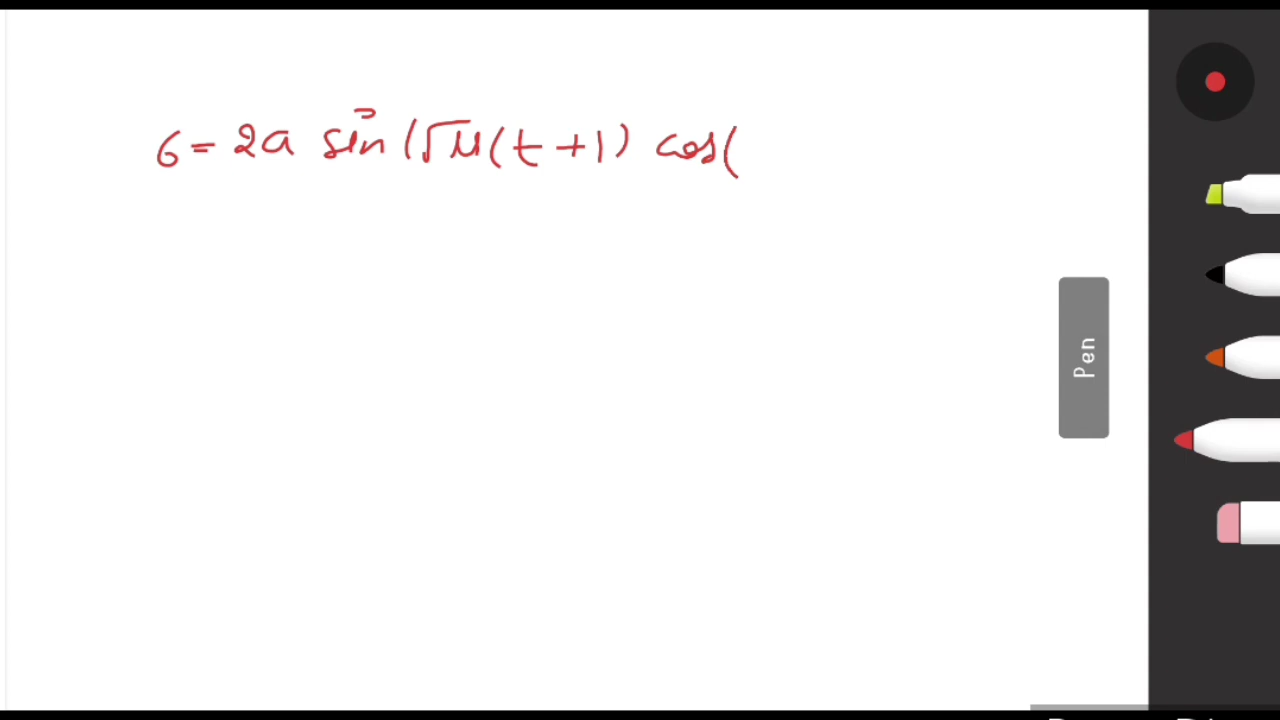 6 = 2a sin (√μ(t+1) cos(
Pen